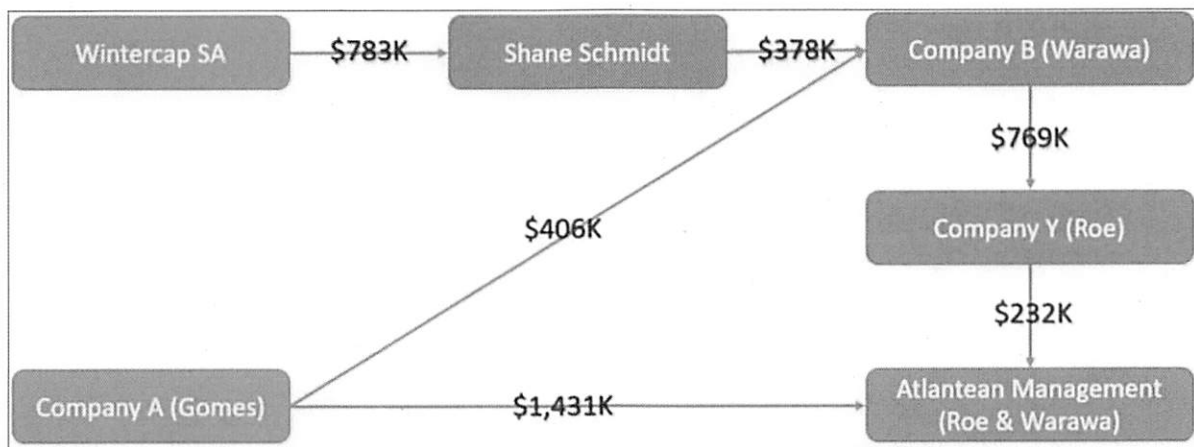 Wintercap SA
$783K
Shane Schmidt
$378K
Company B (Warawa)
$769K
$406K
Company Y (Roe)
$232K
Company A (Gomes)
$1,431K
Atlantean Management
(Roe & Warawa)